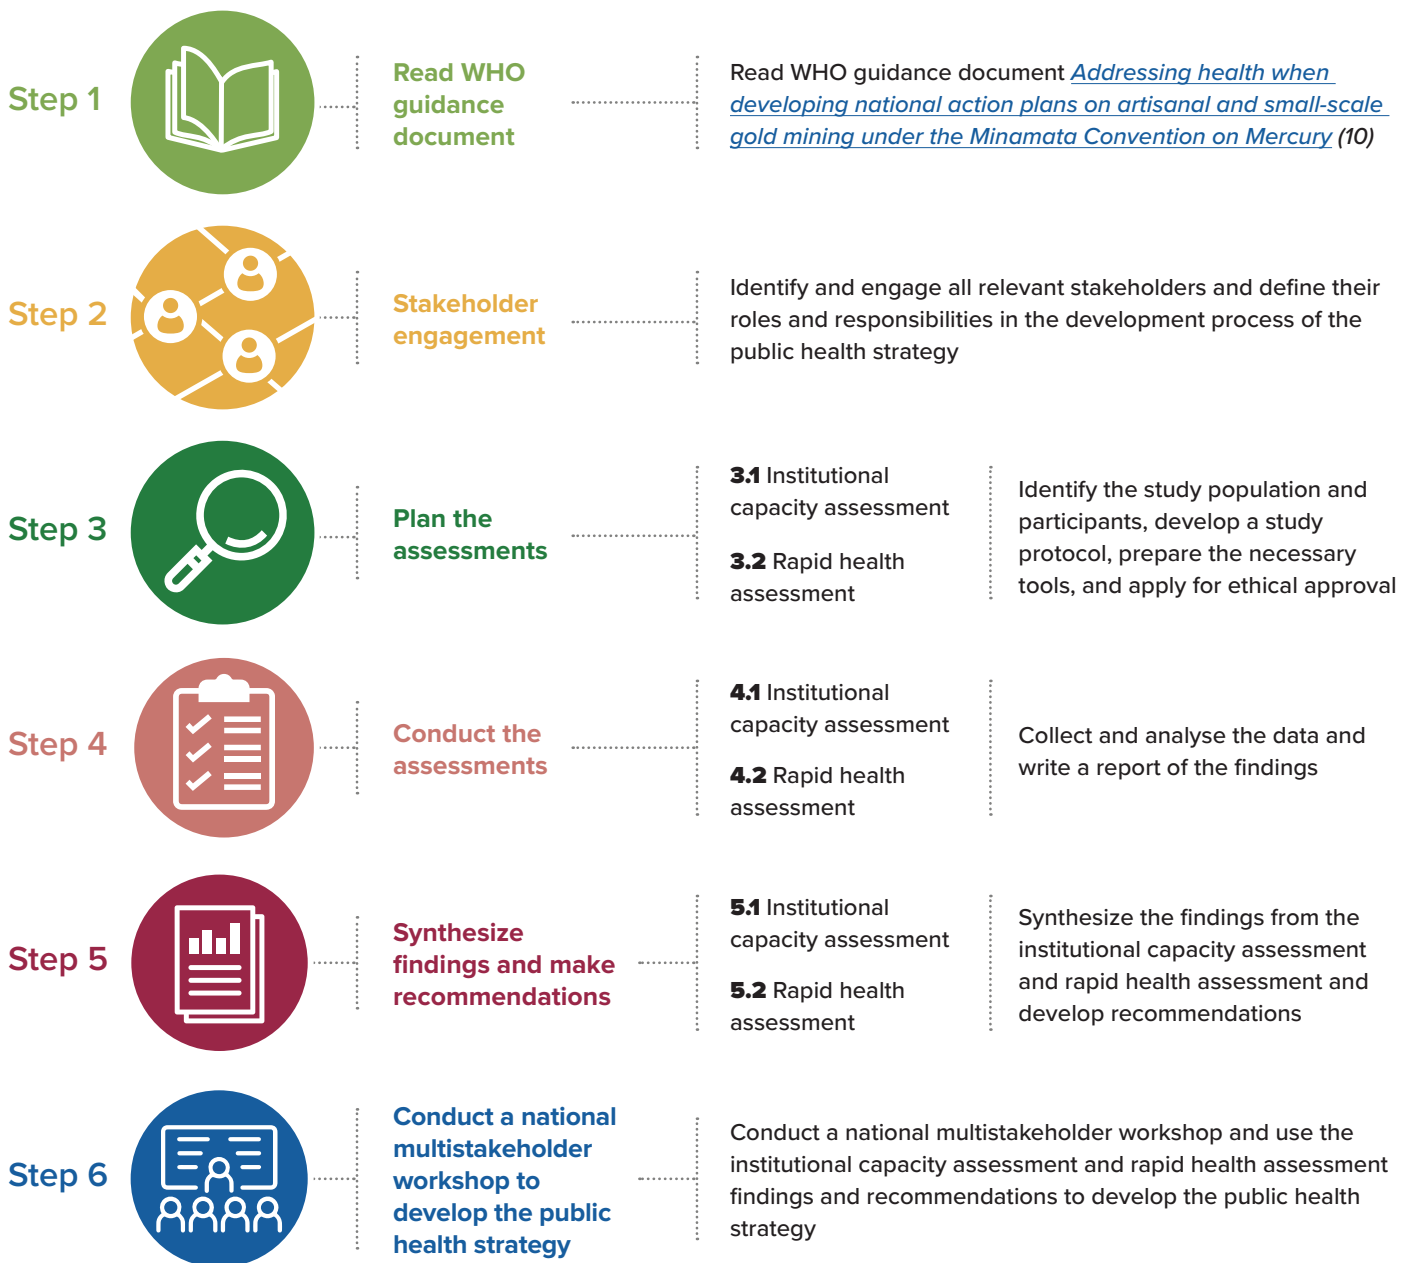 Step 1
Read WHO
guidance
document
Read WHO guidance document Addressing health when
developing national action plans on artisanal and small-scale
gold mining under the Minamata Convention on Mercury (10)
Step 2
Stakeholder
engagement
Identify and engage all relevant stakeholders and define their
roles and responsibilities in the development process of the
public health strategy
Step 3
Plan the
assessments
3.1 Institutional
capacity assessment
3.2 Rapid health
assessment
Identify the study population and
participants, develop a study
protocol, prepare the necessary
tools, and apply for ethical approval
Step 4
Conduct the
assessments
4.1 Institutional
capacity assessment
4.2 Rapid health
assessment
Collect and analyse the data and
write a report of the findings
Step 5
Synthesize
findings and make
recommendations
5.1 Institutional
capacity assessment
5.2 Rapid health
assessment
Synthesize the findings from the
institutional capacity assessment
and rapid health assessment and
develop recommendations
Step 6
Conduct a national
multistakeholder
workshop to
develop the public
health strategy
Conduct a national multistakeholder workshop and use the
institutional capacity assessment and rapid health assessment
findings and recommendations to develop the public health
strategy